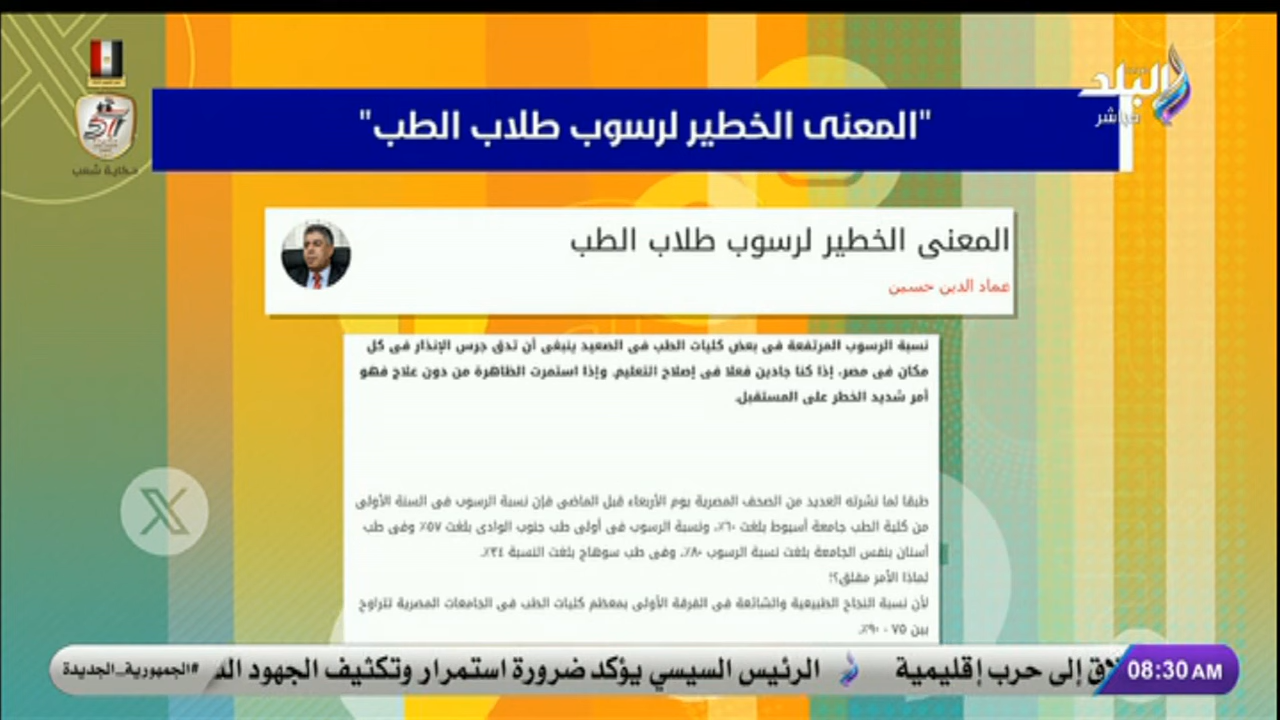 البلد
مباشر
57
حكاية شعب
"المعنى الخطير لرسوب طلاب الطب"
المعنى الخطير لرسوب طلاب الطب
عماد الدين حسين
نسبة الرسوب المرتفعة فى بعض كليات الطب فى الصعيد ينبغى أن تدق جرس الإنذار فى كل
مكان فى مصر، إذا كنا جادين فعلا فى إصلاح التعليم. وإذا استمرت الظاهرة من دون علاج فهو
أمر شديد الخطر على المستقبل.
طبقا لما نشرته العديد من الصحف المصرية يوم الأربعاء قبل الماضى فإن نسبة الرسوب فى السنة الأولى
من كلية الطب جامعة أسيوط بلغت ٦٠٪، ونسبة الرسوب فى أولى طب جنوب الوادى بلغت ٥٧٪ وفى طب
أسنان بنفس الجامعة بلغت نسبة الرسوب ٨٠٪، وفى طب سوهاج بلغت النسبة ٣٤٪.
لماذا الأمر مقلق؟!
لأن نسبة النجاح الطبيعية والشائعة فى الفرقة الأولى بمعظم كليات الطب فى الجامعات المصرية تتراوح
بين ٧٥ - ٩٠٪.
08:30 AM
إلى حرب إقليمية الرئيس السيسي يؤكد ضرورة استمرار وتكثيف الجهود
#الجمهورية_الجديدة